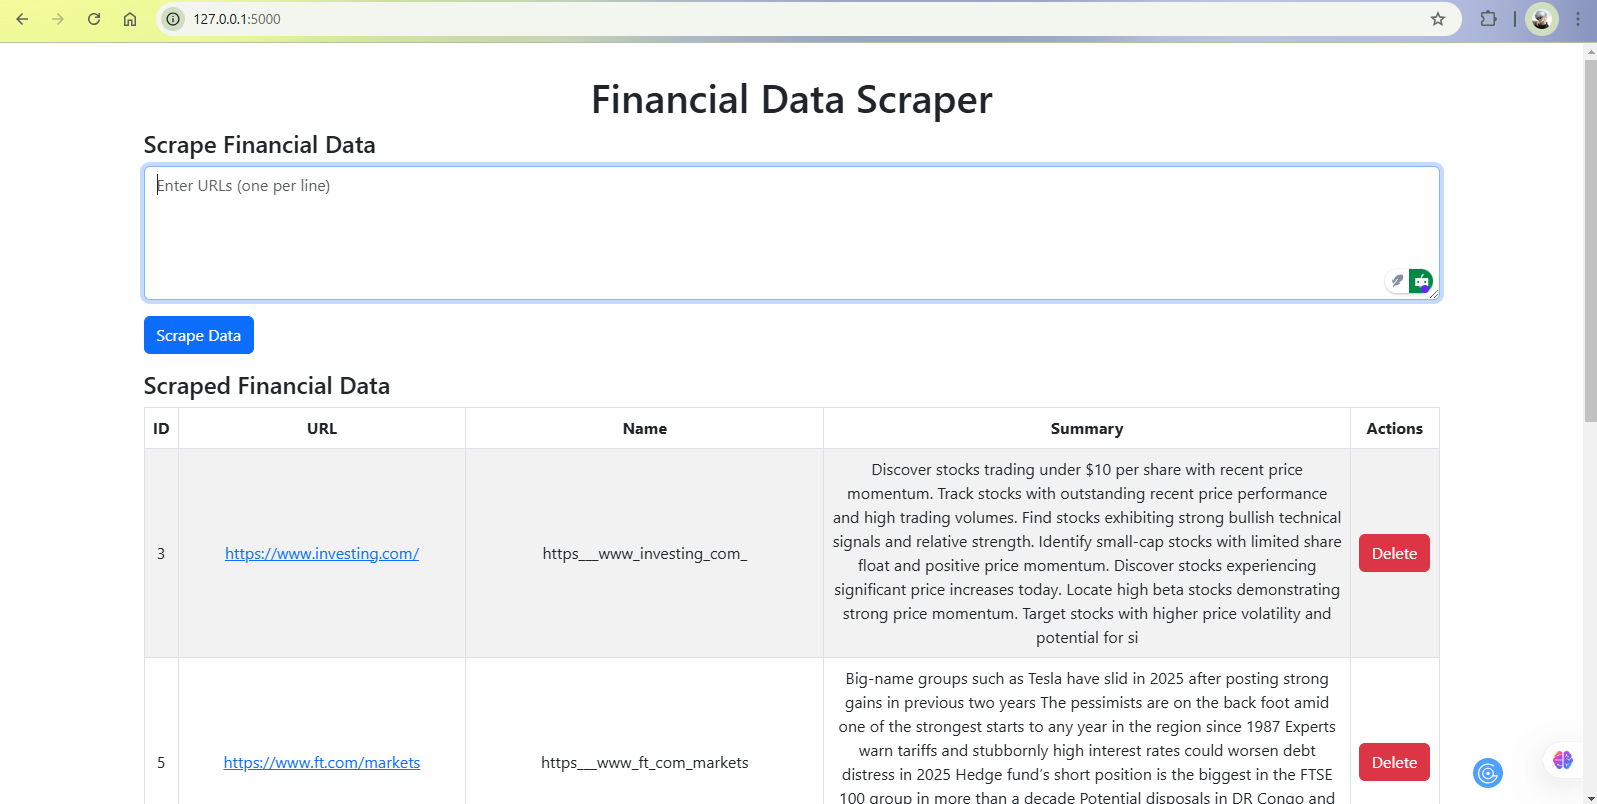 127.0.0.1:5000
Financial Data Scraper
Scrape Financial Data
Enter URLs (one per line)
Scrape Data
Scraped Financial Data
ID URL Name Summary Actions
3 https://www.investing.com/ https___www_investing_com_
Discover stocks trading under $10 per share with recent price
momentum. Track stocks with outstanding recent price performance
and high trading volumes. Find stocks exhibiting strong bullish technical
signals and relative strength. Identify small-cap stocks with limited share
float and positive price momentum. Discover stocks experiencing
significant price increases today. Locate high beta stocks demonstrating
strong price momentum. Target stocks with higher price volatility and
potential for si
Delete
5 https://www.ft.com/markets https___www_ft_com_markets
Big-name groups such as Tesla have slid in 2025 after posting strong
gains in previous two years The pessimists are on the back foot amid
one of the strongest starts to any year in the region since 1987 Experts
warn tariffs and stubbornly high interest rates could worsen debt
distress in 2025 Hedge fund's short position is the biggest in the FTSE
100 group in more than a decade Potential disposals in DR Congo and
Delete